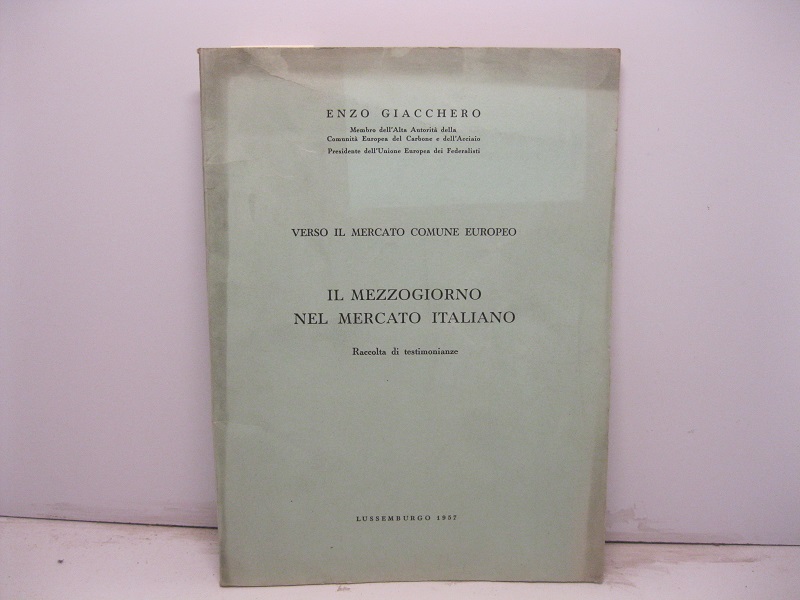 ENZO GIACCHERO
Membro dell'Alta Autorità della
Comunità Europea del Carbone e dell'Acciaio
Presidente dell'Unione Europea dei Federalisti
VERSO IL MERCATO COMUNE EUROPEO
IL MEZZOGIORNO
NEL MERCATO ITALIANO
Raccolta di testimonianze
LUSSEMBURGO 1957